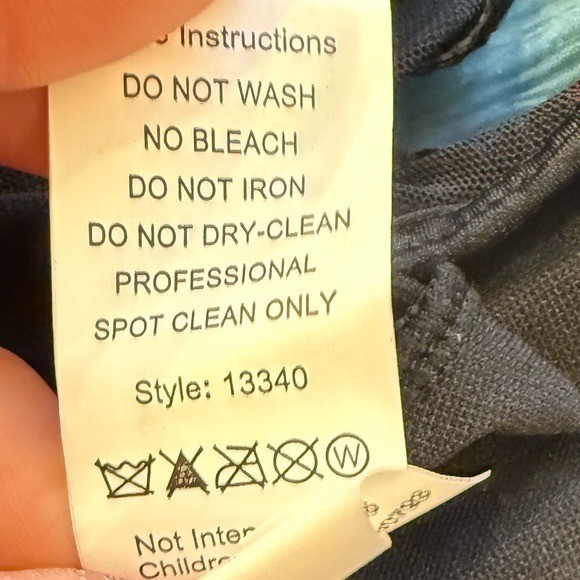 Instructions
DO NOT WASH
NO BLEACH
DO NOT IRON
DO NOT DRY-CLEAN
PROFESSIONAL
SPOT CLEAN ONLY
Style: 13340
W
Not